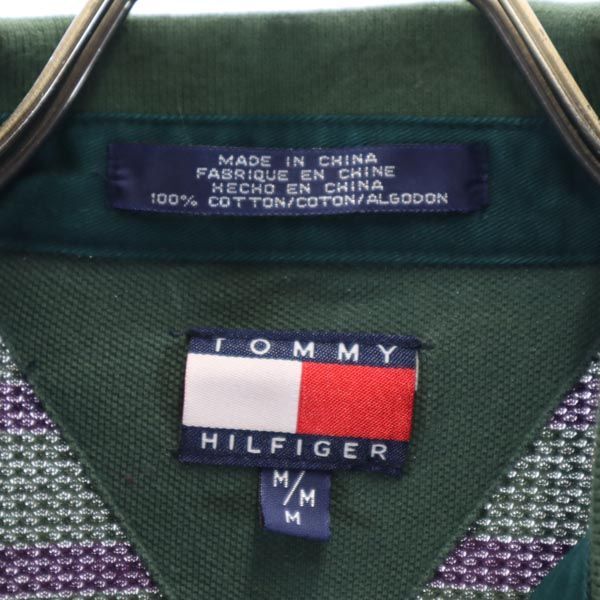 MADE IN CHINA
FABRIQUE EN CHINE
HECHO EN CHINA
100% COTTON/COTON/ALGODON
TOMMY
HILFIGER
M/M
M